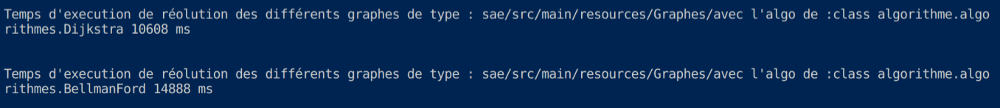 Temps d'execution de réolution des différents graphes de type : sae/src/main/resources/Graphes/avec l'algo de :class algorithme.algo
rithmes.Dijkstra 10608 ms
Temps d'execution de réolution des différents graphes de type : sae/src/main/resources/Graphes/avec l'algo de :class algorithme.algo
rithmes.BellmanFord 14888 ms